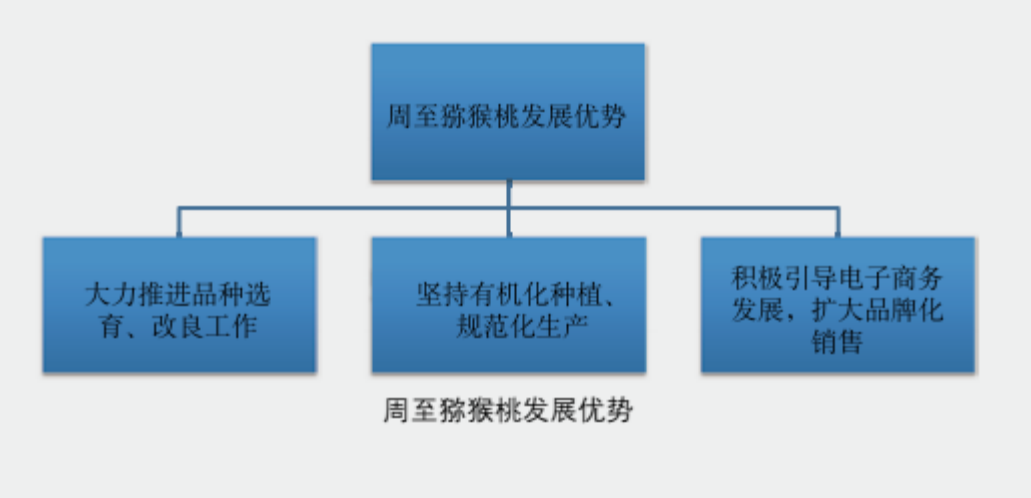 周至猕猴桃发展优势
大力推进品种选
育、改良工作
坚持有机化种植、
规范化生产
积极引导电子商务
发展，扩大品牌化
销售
周至猕猴桃发展优势